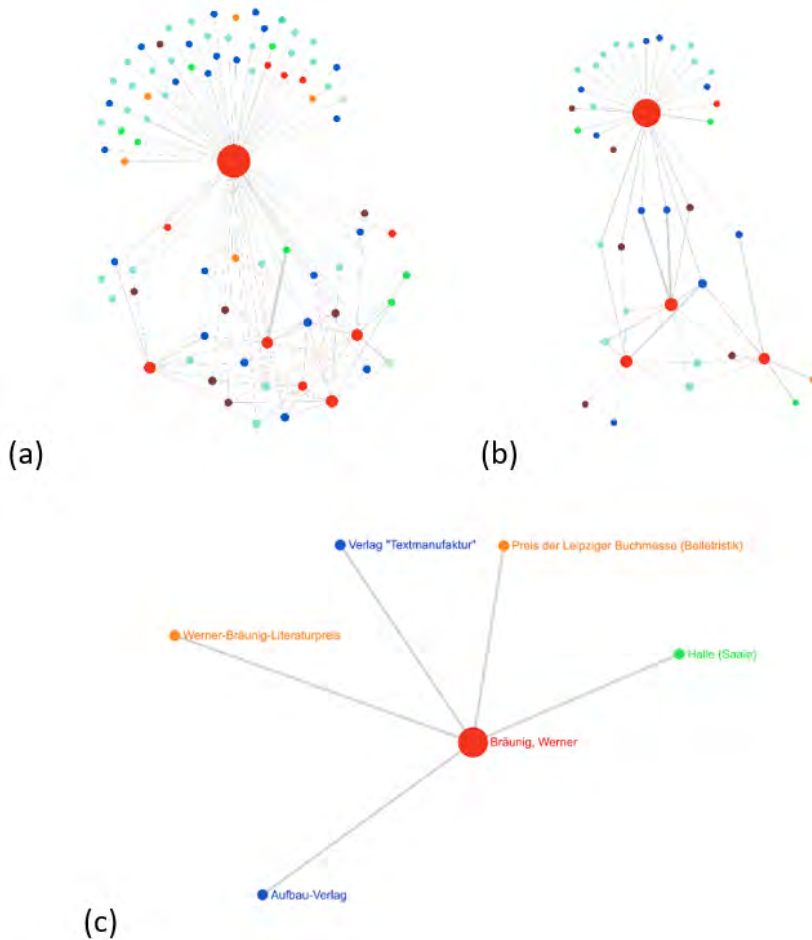 (a)
(b)
Verlag "Textmanufaktur"
Preis der Leipziger Buchmesse (Belletristik)
Werner-Bräunig-Literaturpreis
Halle (Saale)
Bräunig, Werner
Aufbau-Verlag
(c)